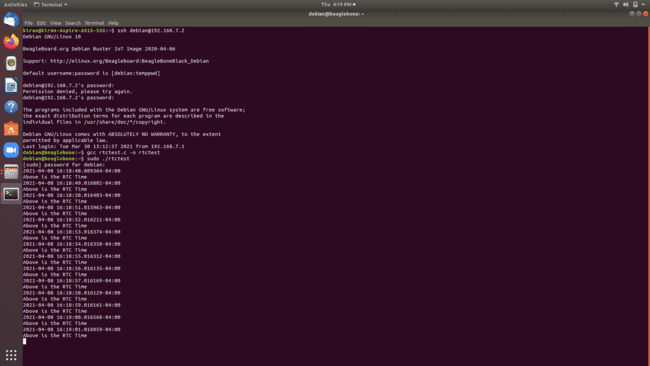 Activities Terminal Thu 4:19 PM
debian@beaglebone: ~
File Edit View Search Terminal Help
kiran@kiran-Aspire-A515-52G:~$ ssh debian@192.168.7.2
Debian GNU/Linux 10
BeagleBoard.org Debian Buster IoT Image 2020-04-06
Support: http://elinux.org/Beagleboard:BeagleBoneBlack_Debian
default username:password is [debian:temppwd]
debian@192.168.7.2's password:
Permission denied, please try again.
debian@192.168.7.2's password:
The programs included with the Debian GNU/Linux system are free software;
the exact distribution terms for each program are described in the
individual files in /usr/share/doc/*/copyright.
Debian GNU/Linux comes with ABSOLUTELY NO WARRANTY, to the extent
permitted by applicable law.
Last login: Tue Mar 30 13:12:57 2021 from 192.168.7.1
debian@beaglebone:~$ gcc rtctest.c -o rtctest
debian@beaglebone:~$ sudo ./rtctest
[sudo] password for debian:
2021-04-08 16:18:48.809564-04:00
Above is the RTC Time
2021-04-08 16:18:49.016802-04:00
Above is the RTC Time
2021-04-08 16:18:50.016403-04:00
Above is the RTC Time
2021-04-08 16:18:51.015963-04:00
Above is the RTC Time
2021-04-08 16:18:52.016211-04:00
Above is the RTC Time
2021-04-08 16:18:53.016374-04:00
Above is the RTC Time
2021-04-08 16:18:54.016350-04:00
Above is the RTC Time
2021-04-08 16:18:55.016312-04:00
Above is the RTC Time
2021-04-08 16:18:56.016135-04:00
Above is the RTC Time
2021-04-08 16:18:57.016169-04:00
Above is the RTC Time
2021-04-08 16:18:58.016129-04:00
Above is the RTC Time
2021-04-08 16:18:59.016161-04:00
Above is the RTC Time
2021-04-08 16:19:00.016568-04:00
Above is the RTC Time
2021-04-08 16:19:01.016059-04:00
Above is the RTC Time